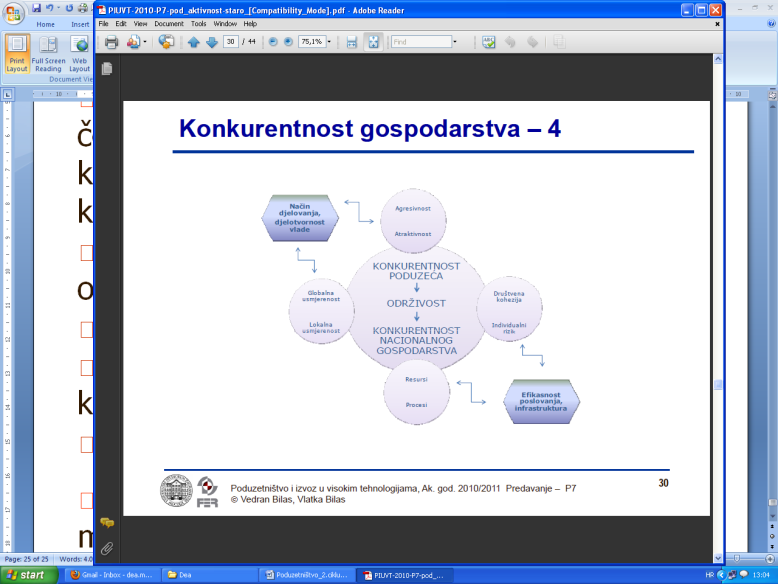 PIUVT-2010-P7-pod_aktivnost-staro_[Compatibility_Mode].pdf - Adobe Reader
Home Insert
File Edit View Document Tools Window Help
30 / 44 75,1% Find
Print Layout
Full Screen Reading
Web Layout
Document Vie
Č
k
k
o
k
m
Konkurentnost gospodarstva – 4
Način
djelovanja,
djelotvornost
vlade
Agresivnost
Atraktivnost
KONKURENTNOST
PODUZEĆA
ODRŽIVOST
KONKURENTNOST
NACIONALNOG
GOSPODARSTVA
Globalna
usmjerenost
Lokalna
usmjerenost
Društvena
kohezija
Individualni
rizik
Resursi
Procesi
Efikasnost
poslovanja,
infrastruktura
FER
Poduzetništvo i izvoz u visokim tehnologijama, Ak. god. 2010/2011 Predavanje – P7
© Vedran Bilas, Vlatka Bilas
30
Page: 25 of 25 Words: 4.0
start
Gmail - Inbox - dea.m...
Dea
Poduzetništvo_2.ciklu...
PIUVT-2010-P7-pod_...
HR
13:04